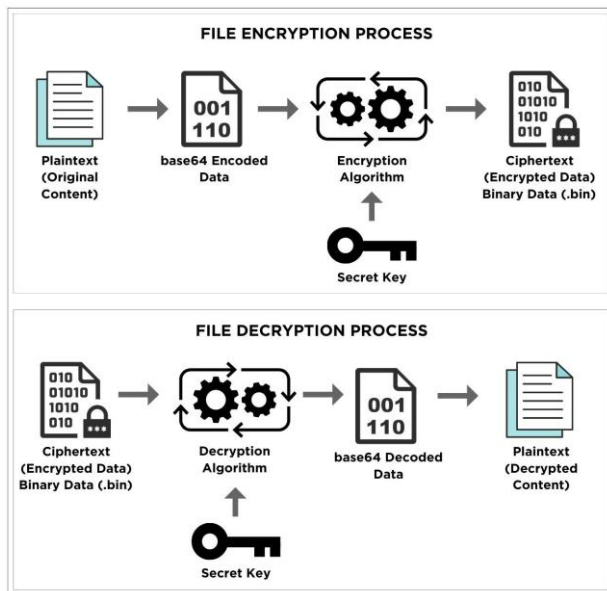 FILE ENCRYPTION PROCESS
001
110
010
01010
1010
010
Plaintext
(Original
Content)
base64 Encoded
Data
Encryption
Algorithm
Ciphertext
(Encrypted Data)
Binary Data (.bin)
Secret Key
FILE DECRYPTION PROCESS
010
01010
1010
010
001
110
Ciphertext
(Encrypted Data)
Binary Data (.bin)
Decryption
Algorithm
base64 Decoded
Data
Plaintext
(Decrypted
Content)
Secret Key